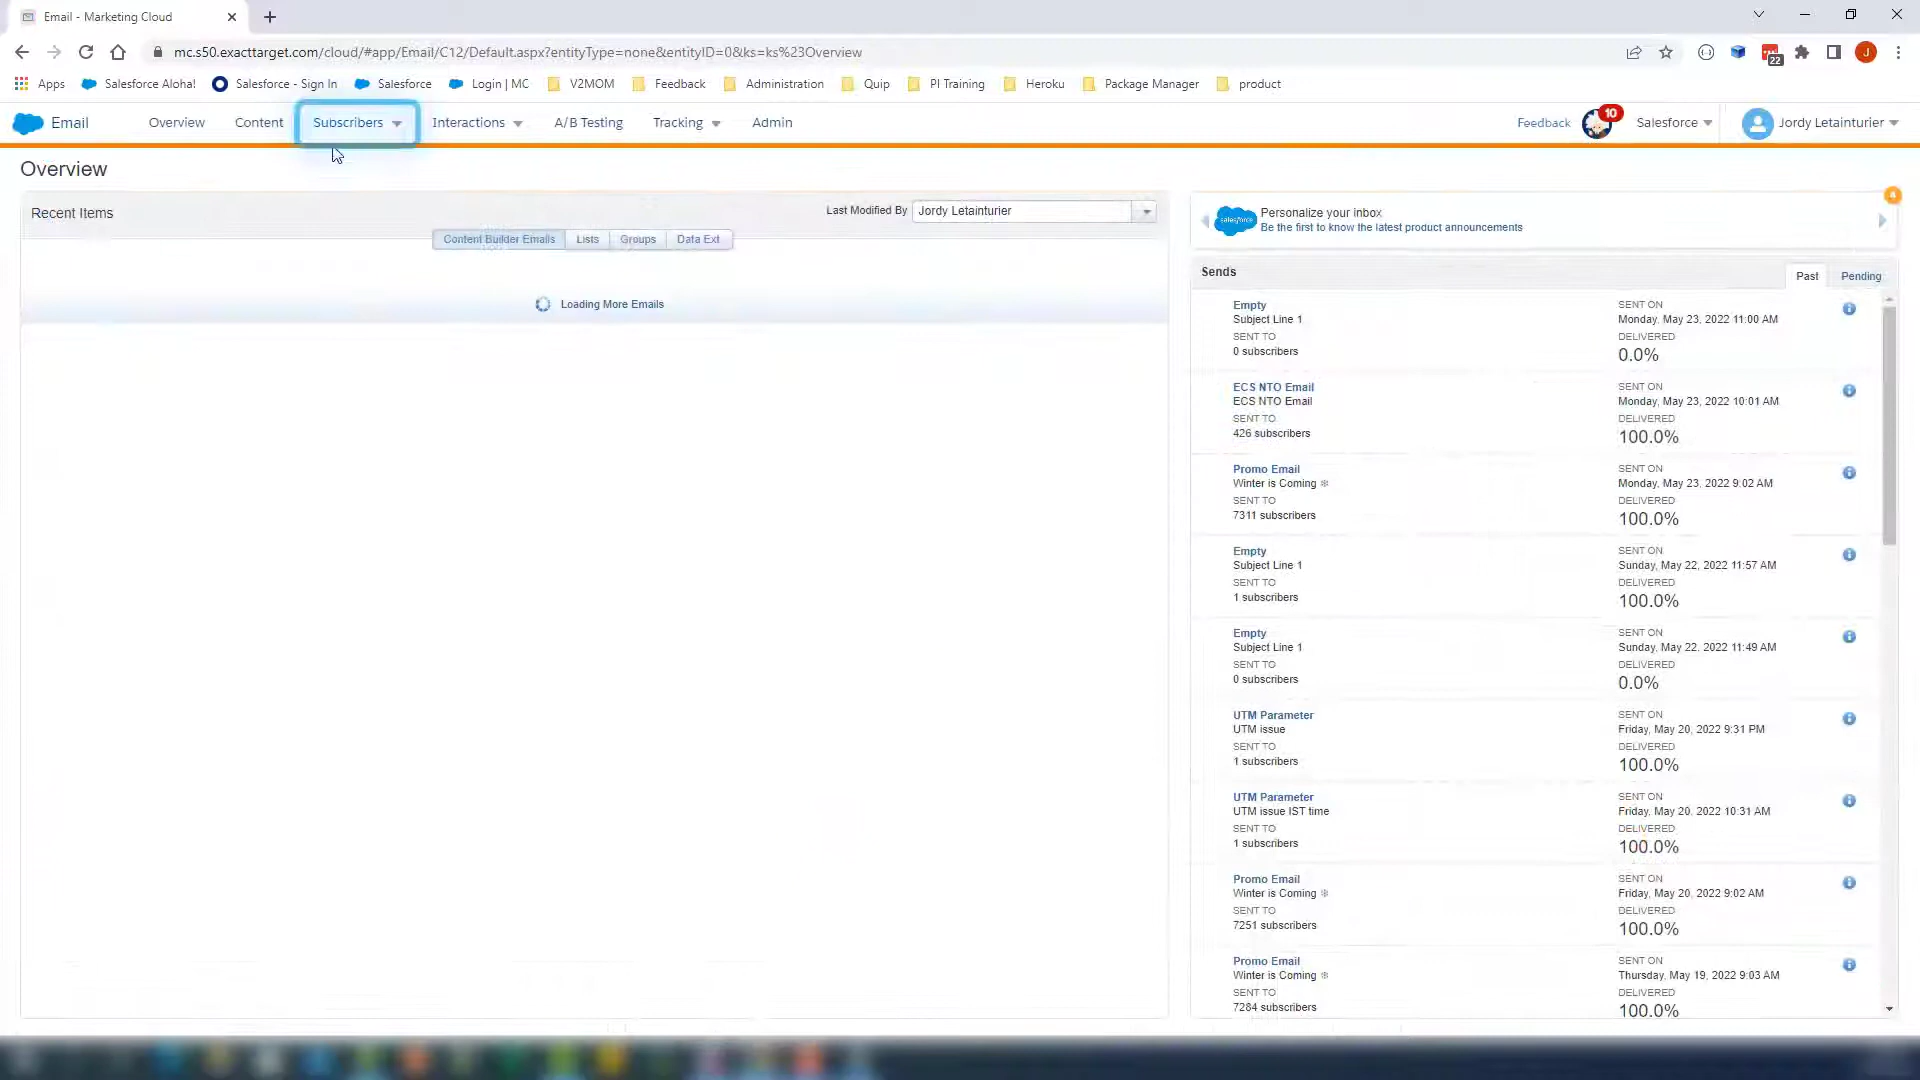 Email - Marketing Cloud
mc.s50.exacttarget.com/cloud/#app/Email/C12/Default.aspx?entityType=none&entityID=0&ks=ks%23Overview
22
J
Apps Salesforce Aloha! Salesforce - Sign In Salesforce Login | MC V2MOM Feedback Administration Quip PI Training Heroku Package Manager product
Email Overview Content Subscribers Interactions A/B Testing Tracking Admin Feedback 10 Salesforce Jordy Letainturier
Overview
Recent Items
Last Modified By Jordy Letainturier
Content Builder Emails Lists Groups Data Ext
Loading More Emails
4
salesforce
Personalize your inbox
Be the first to know the latest product announcements
Sends Past Pending
Empty SENT ON
Subject Line 1 Monday, May 23, 2022 11:00 AM
SENT TO DELIVERED
0 subscribers 0.0%
ECS NTO Email SENT ON
ECS NTO Email Monday, May 23, 2022 10:01 AM
SENT TO DELIVERED
426 subscribers 100.0%
Promo Email SENT ON
Winter is Coming ❄ Monday, May 23, 2022 9:02 AM
SENT TO DELIVERED
7311 subscribers 100.0%
Empty SENT ON
Subject Line 1 Sunday, May 22, 2022 11:57 AM
SENT TO DELIVERED
1 subscribers 100.0%
Empty SENT ON
Subject Line 1 Sunday, May 22, 2022 11:49 AM
SENT TO DELIVERED
0 subscribers 0.0%
UTM Parameter SENT ON
UTM issue Friday, May 20, 2022 9:31 PM
SENT TO DELIVERED
1 subscribers 100.0%
UTM Parameter SENT ON
UTM issue IST time Friday, May 20, 2022 10:31 AM
SENT TO DELIVERED
1 subscribers 100.0%
Promo Email SENT ON
Winter is Coming ❄ Friday, May 20, 2022 9:02 AM
SENT TO DELIVERED
7251 subscribers 100.0%
Promo Email SENT ON
Winter is Coming ❄ Thursday, May 19, 2022 9:03 AM
SENT TO DELIVERED
7284 subscribers 100.0%